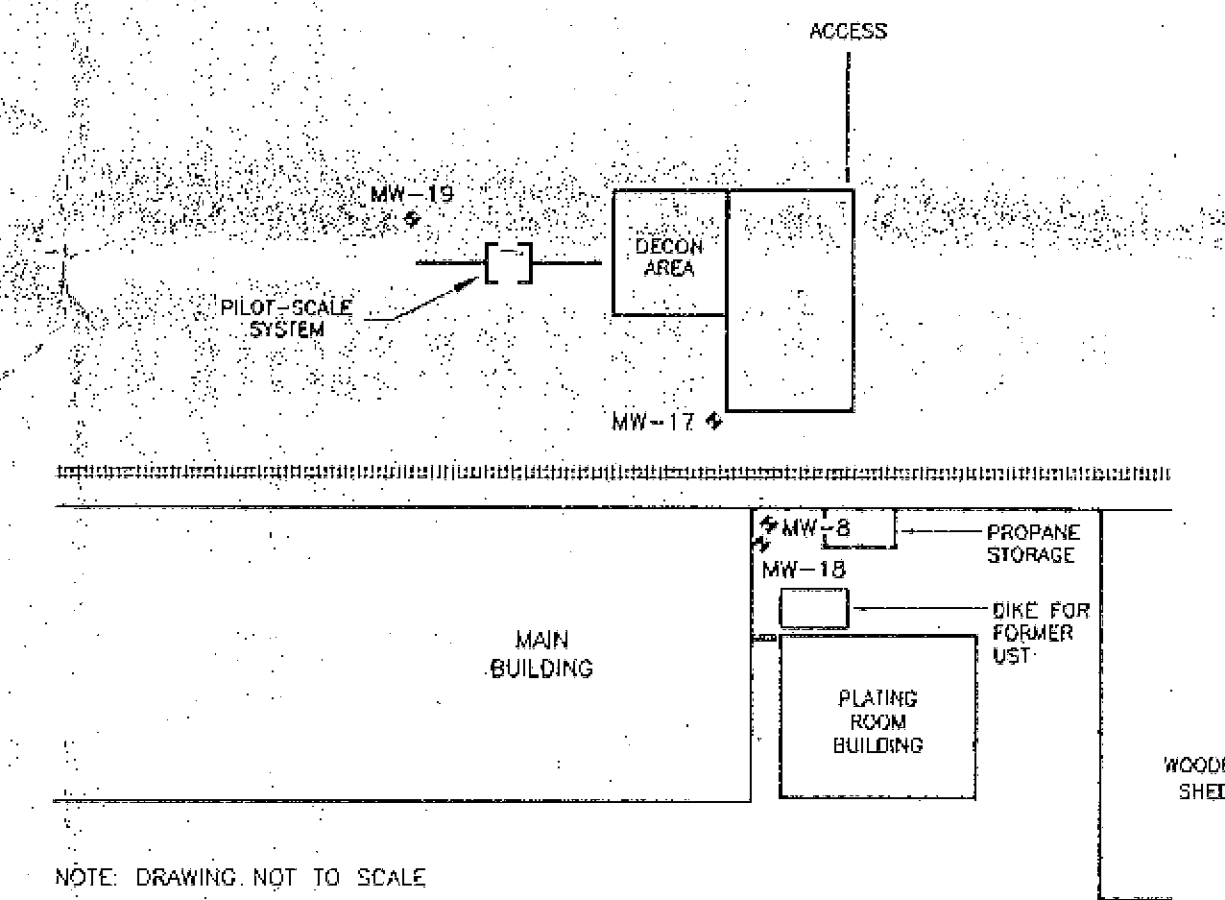 ACCESS
MW-19
DECON
AREA
PILOT-SCALE
SYSTEM
MW-17
MW-8
PROPANE
STORAGE
MW-18
DIKE FOR
FORMER
UST
MAIN
BUILDING
PLATING
ROOM
BUILDING
SHED
NOTE: DRAWING NOT TO SCALE